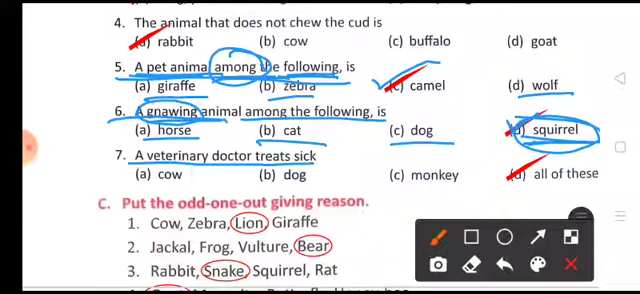 4. The animal that does not chew the cud is
(a) rabbit (b) cow (c) buffalo (d) goat
5. A pet animal among the following, is
(a) giraffe (b) zebra (c) camel (d) wolf
6. A gnawing animal among the following, is
(a) horse (b) cat (c) dog (d) squirrel
7. A veterinary doctor treats sick
(a) cow (b) dog (c) monkey (d) all of these
C. Put the odd-one-out giving reason.
1. Cow, Zebra, Lion, Giraffe
2. Jackal, Frog, Vulture, Bear
3. Rabbit, Snake, Squirrel, Rat